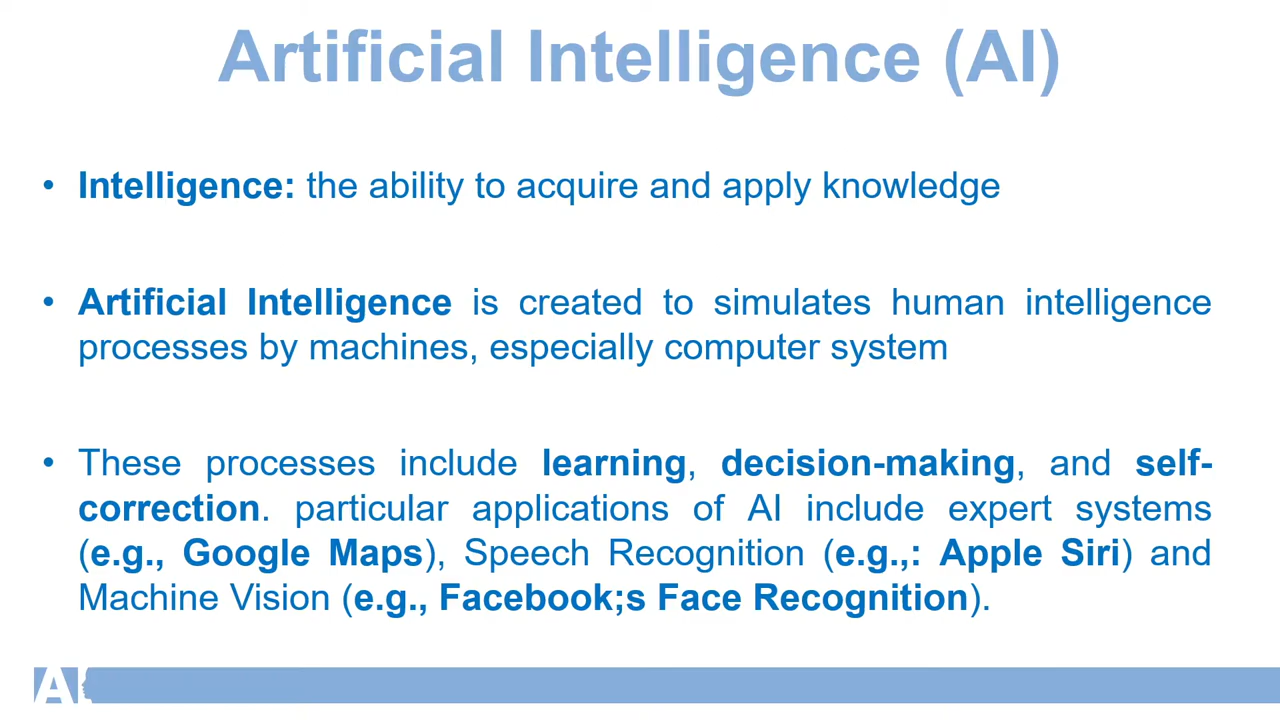 Artificial Intelligence (AI)
• Intelligence: the ability to acquire and apply knowledge
• Artificial Intelligence is created to simulates human intelligence
processes by machines, especially computer system
• These processes include learning, decision-making, and self-
correction. particular applications of AI include expert systems
(e.g., Google Maps), Speech Recognition (e.g.,: Apple Siri) and
Machine Vision (e.g., Facebook;s Face Recognition).
AI